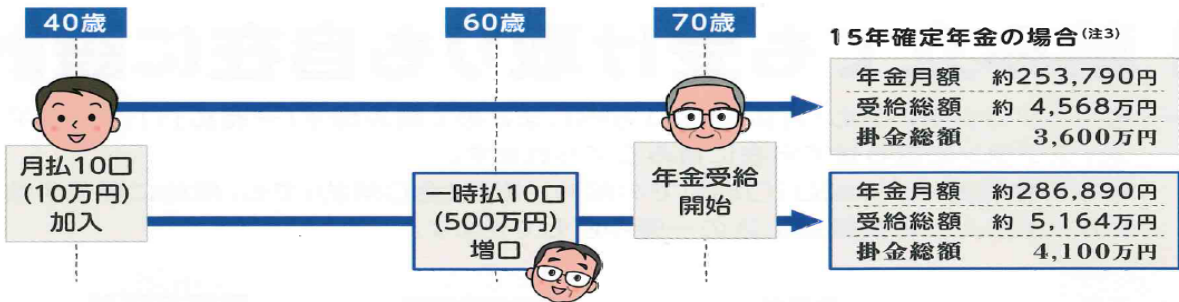 40歳
60歳
70歳
15年確定年金の場合(注3)
年金月額 約253,790円
受給総額 約 4,568万円
掛金総額 3,600万円
月払10口
(10万円)
加入
一時払10口
(500万円)
増口
年金受給
開始
年金月額 約286,890円
受給総額 約 5,164万円
掛金総額 4,100万円